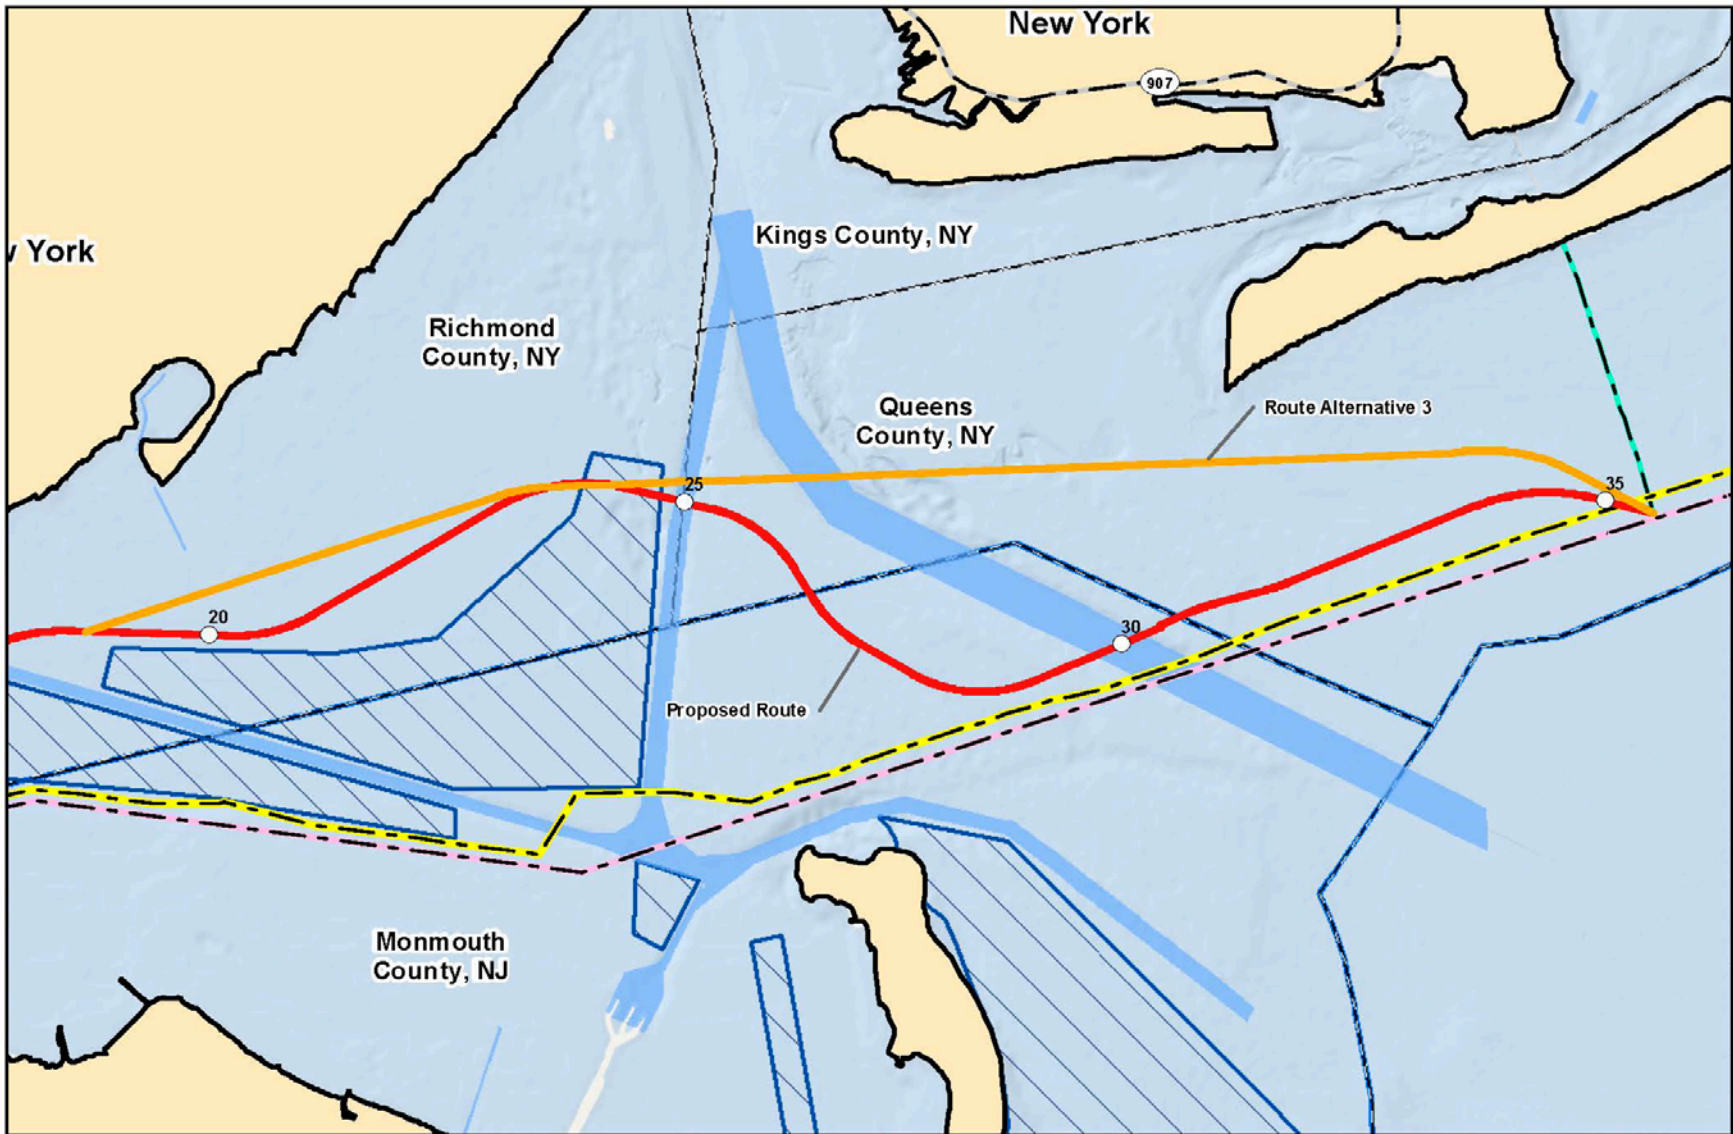 New York
907
Kings County, NY
w York
Richmond
County, NY
Queens
County, NY
Route Alternative 3
25
35
20
30
Proposed Route
Monmouth
County, NJ